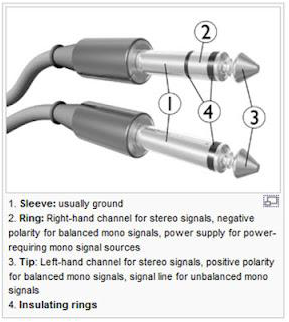 2
1
4
3
1. Sleeve: usually ground
2. Ring: Right-hand channel for stereo signals, negative
polarity for balanced mono signals, power supply for power-
requiring mono signal sources
3. Tip: Left-hand channel for stereo signals, positive polarity
for balanced mono signals, signal line for unbalanced mono
signals
4. Insulating rings